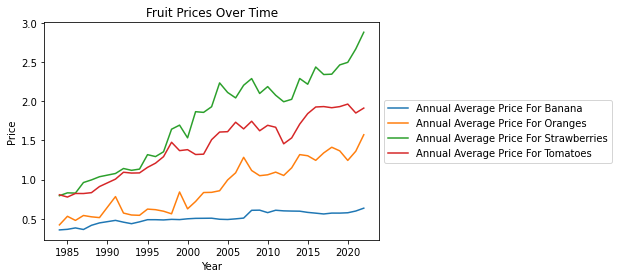 Fruit Prices Over Time
3.0
2.5
2.0
1.5
1.0
0.5
Price
1985 1990 1995 2000 2005 2010 2015 2020
Year
Annual Average Price For Banana
Annual Average Price For Oranges
Annual Average Price For Strawberries
Annual Average Price For Tomatoes